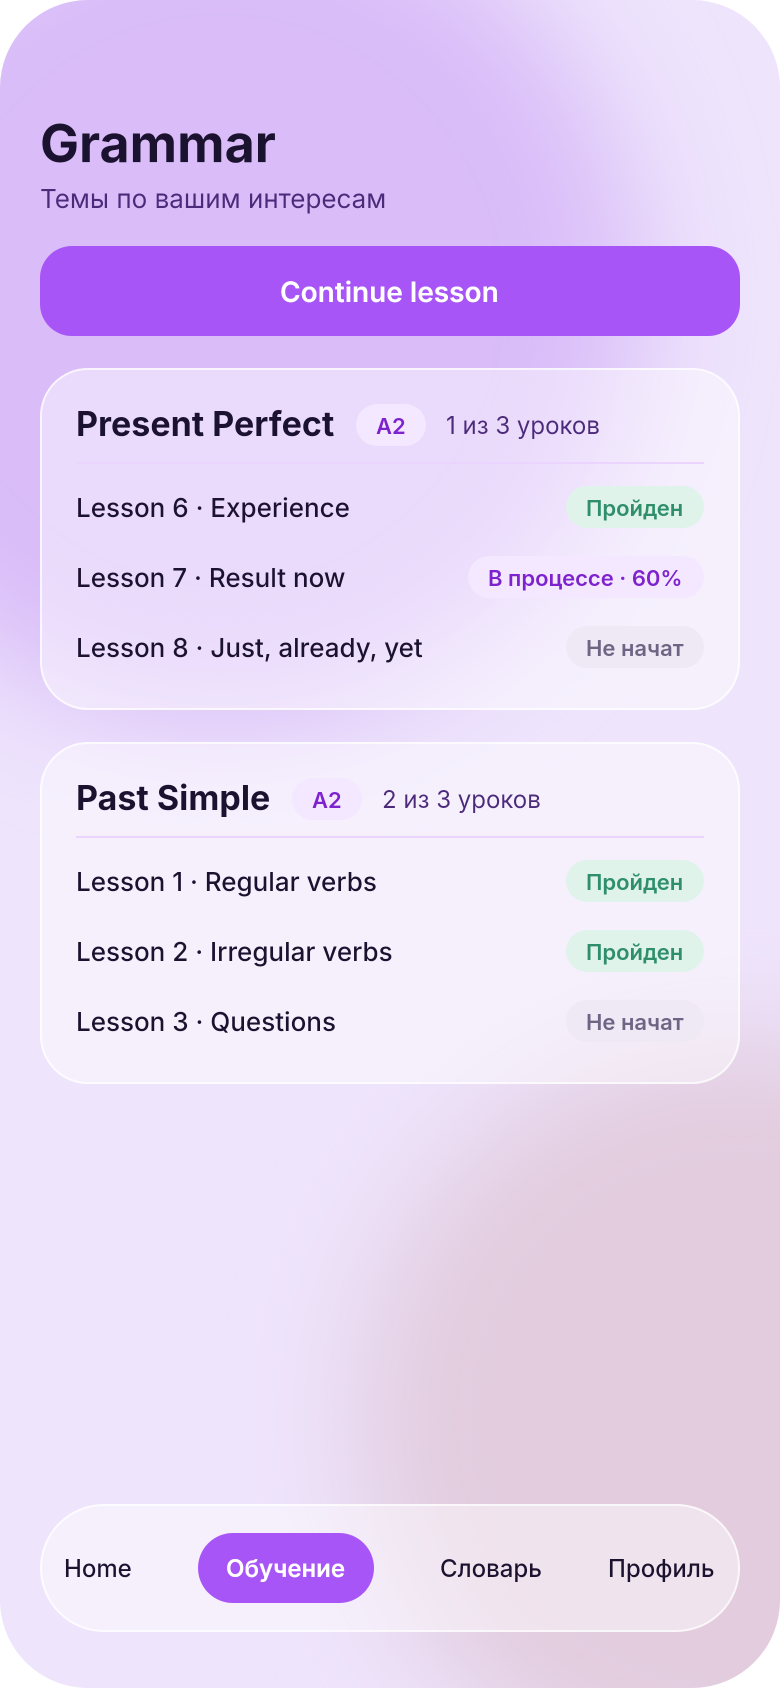 Grammar
Темы по вашим интересам
Continue lesson
Present Perfect A2 1 из 3 уроков
Lesson 6 · Experience Пройден
Lesson 7 · Result now В процессе · 60%
Lesson 8 · Just, already, yet Не начат
Past Simple A2 2 из 3 уроков
Lesson 1 · Regular verbs Пройден
Lesson 2 · Irregular verbs Пройден
Lesson 3 · Questions Не начат
Home Обучение Словарь Профиль